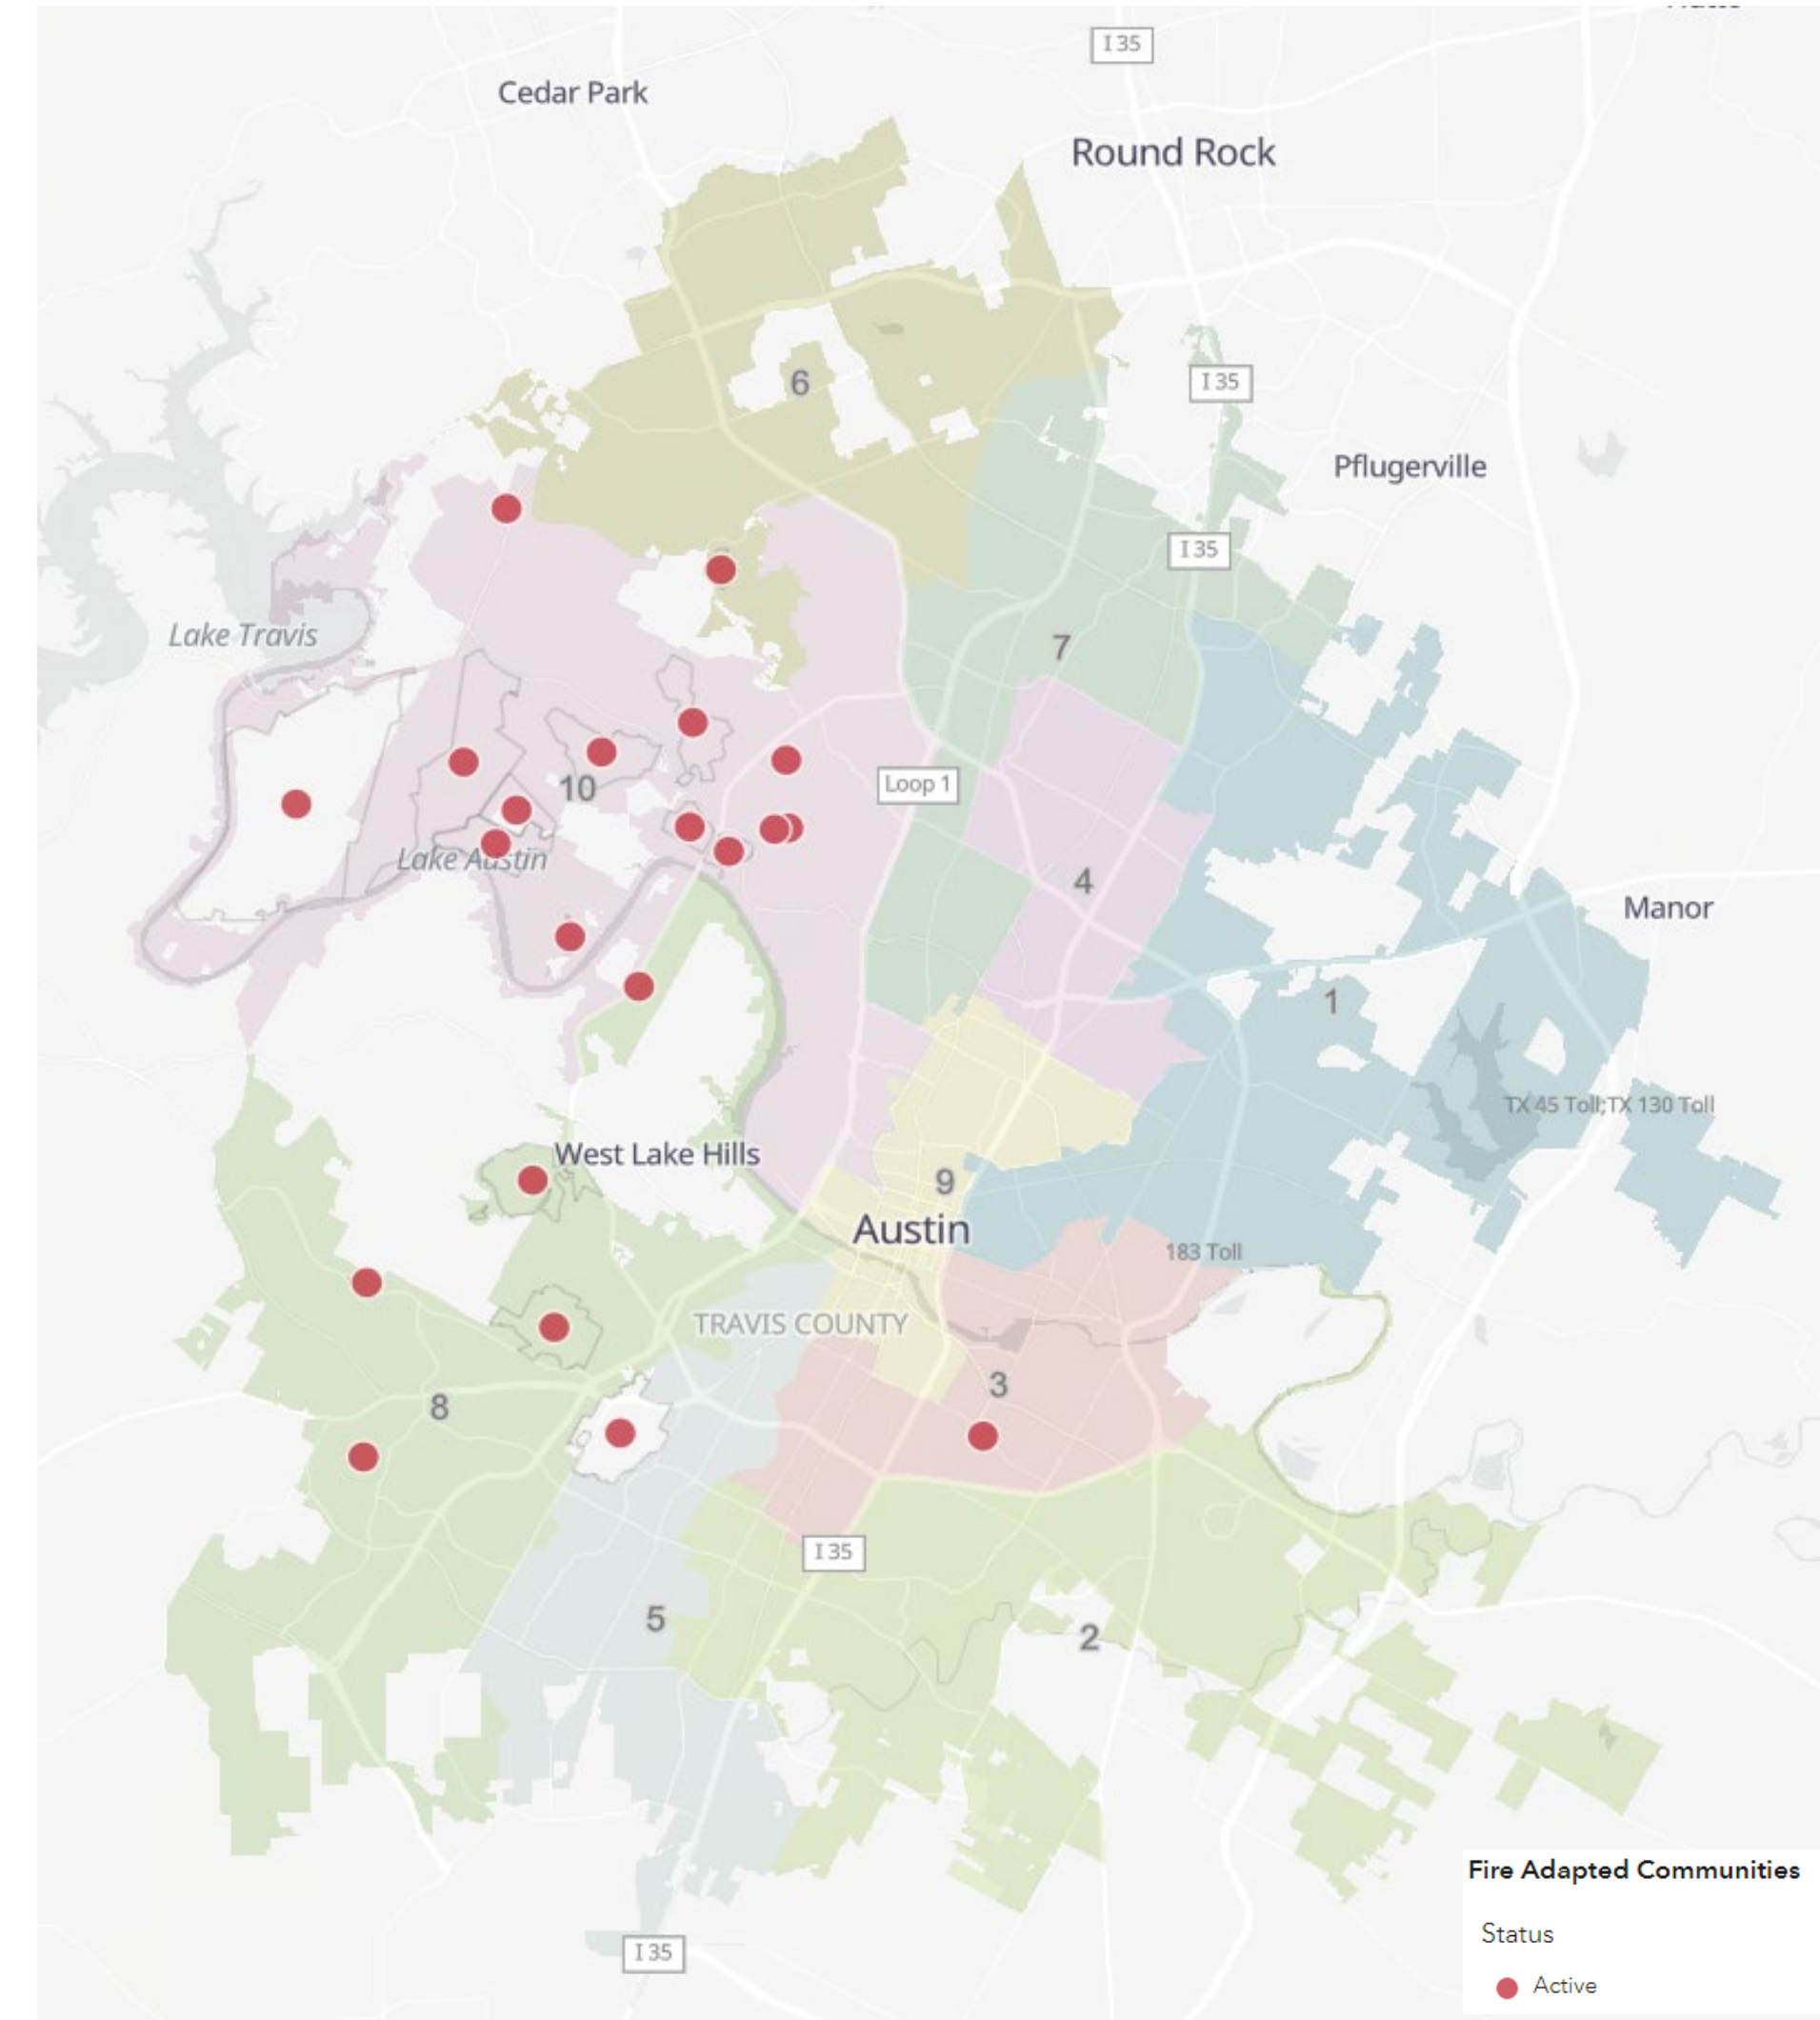 I 35
Cedar Park
Round Rock
6
I 35
Pflugerville
I 35
Lake Travis
7
10
Loop 1
Lake Austin
4
Manor
1
TX 45 Toll;TX 130 Toll
West Lake Hills
9
Austin
183 Toll
TRAVIS COUNTY
3
8
I 35
5
2
Fire Adapted Communities
Status
I 35
Active